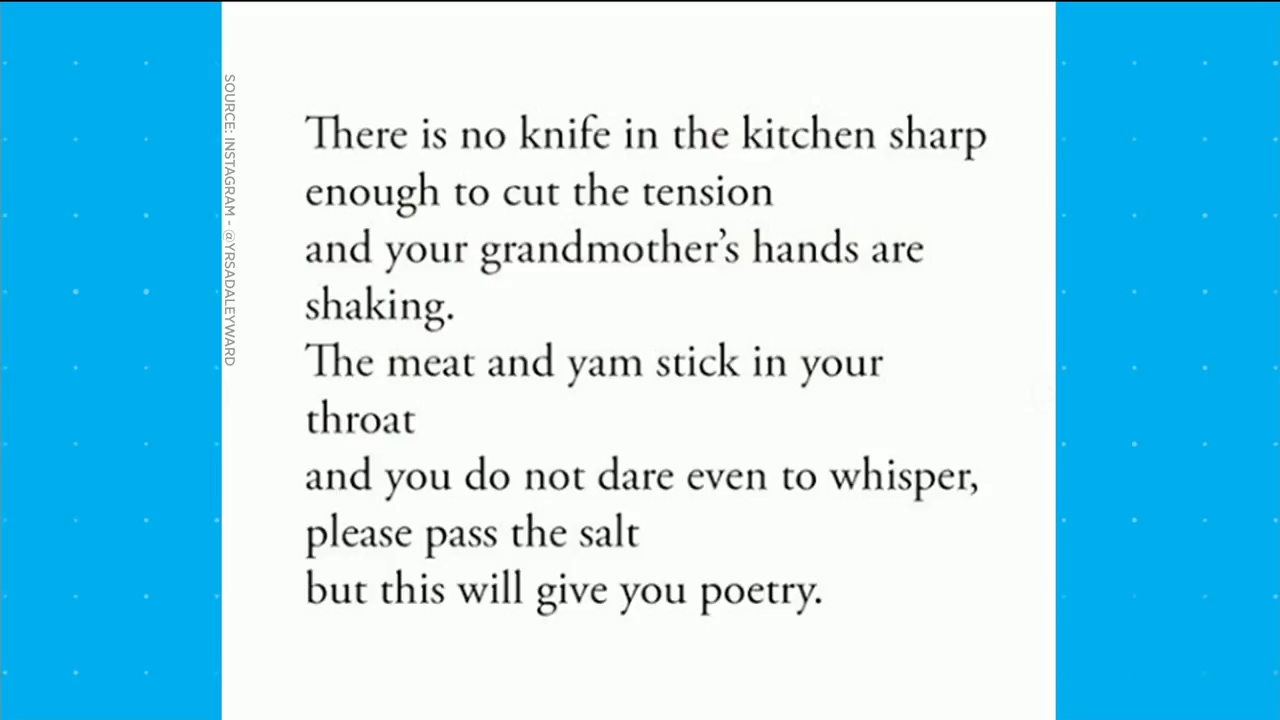 SOURCE: INSTAGRAM - @YRSADALEYWARD
There is no knife in the kitchen sharp
enough to cut the tension
and your grandmother’s hands are
shaking.
The meat and yam stick in your
throat
and you do not dare even to whisper,
please pass the salt
but this will give you poetry.